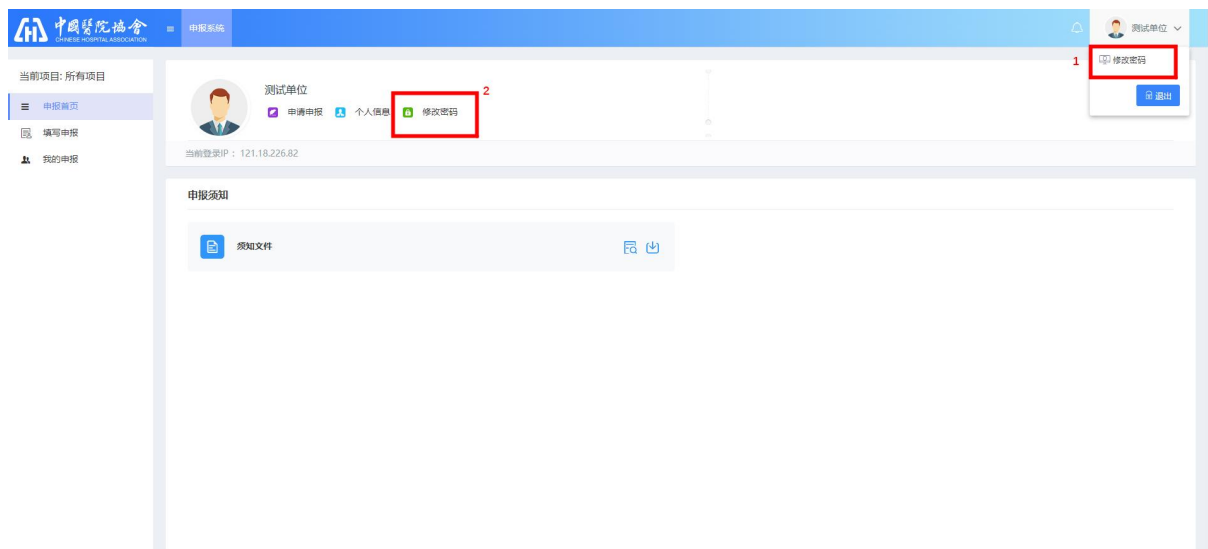 中國醫院協會
CHINESE HOSPITAL ASSOCIATION
申报系统
测试单位
1
修改密码
退出
当前项目: 所有项目
申报首页
填写申报
我的申报
测试单位
2
申请申报 个人信息 修改密码
当前登录IP： 121.18.226.82
申报须知
须知文件